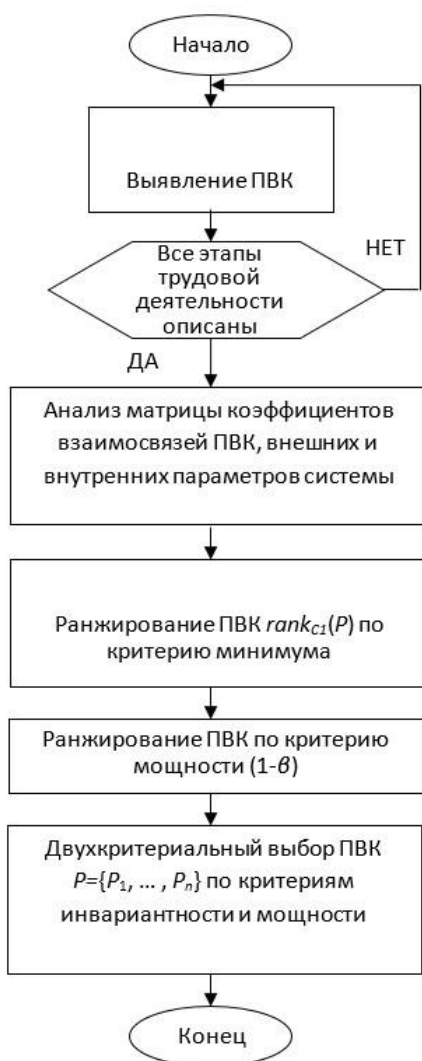 Начало
Выявление ПВК
Все этапы
трудовой
деятельности
описаны
НЕТ
ДА
Анализ матрицы коэффициентов
взаимосвязей ПВК, внешних и
внутренних параметров системы
Ранжирование ПВК rankC1(P) по
критерию минимума
Ранжирование ПВК по критерию
мощности (1-β)
Двухкритериальный выбор ПВК
P={P1, ... , Pn} по критериям
инвариантности и мощности
Конец